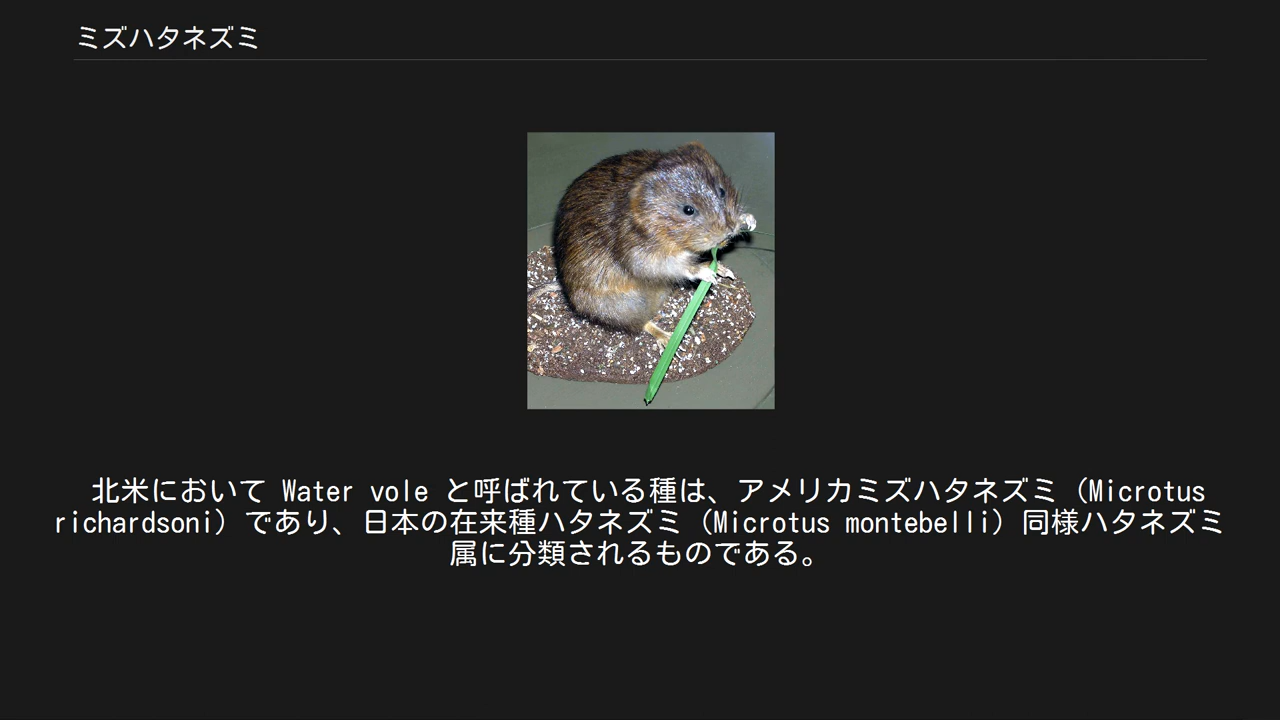 ミズハタネズミ
北米において Water vole と呼ばれている種は、アメリカミズハタネズミ（Microtus
richardsoni）であり、日本の在来種ハタネズミ（Microtus montebelli）同様ハタネズミ
属に分類されるものである。